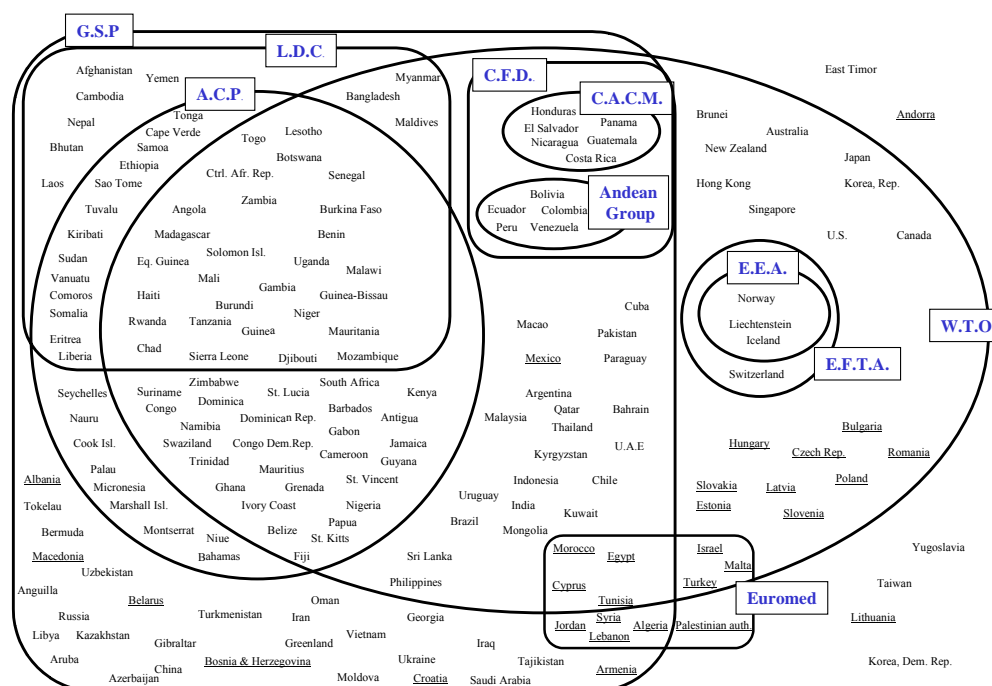 G.S.P
L.D.C.
A.C.P.
C.F.D.
C.A.C.M.
Andean
Group
E.E.A.
E.F.T.A.
W.T.O
Euromed
Afghanistan
Yemen
Cambodia
Nepal
Bhutan
Laos
Myanmar
Bangladesh
Maldives
Tonga
Cape Verde
Samoa
Ethiopia
Sao Tome
Tuvalu
Kiribati
Sudan
Vanuatu
Comoros
Somalia
Eritrea
Liberia
Togo
Lesotho
Botswana
Ctrl. Afr. Rep.
Senegal
Zambia
Angola
Burkina Faso
Madagascar
Benin
Solomon Isl.
Eq. Guinea
Uganda
Mali
Malawi
Gambia
Haiti
Guinea-Bissau
Burundi
Niger
Rwanda
Tanzania
Guinea
Mauritania
Chad
Sierra Leone
Djibouti
Mozambique
Honduras
Panama
El Salvador
Nicaragua
Guatemala
Costa Rica
Bolivia
Ecuador
Colombia
Peru
Venezuela
East Timor
Brunei
Andorra
Australia
New Zealand
Japan
Hong Kong
Korea, Rep.
Singapore
U.S.
Canada
Norway
Liechtenstein
Iceland
Switzerland
Cuba
Macao
Pakistan
Mexico
Paraguay
Argentina
Qatar
Bahrain
Malaysia
Thailand
U.A.E
Kyrgyzstan
Indonesia
Chile
Uruguay
India
Kuwait
Brazil
Mongolia
Sri Lanka
Philippines
Seychelles
Nauru
Cook Isl.
Palau
Micronesia
Marshall Isl.
Suriname
Zimbabwe
South Africa
St. Lucia
Kenya
Congo
Dominica
Barbados
Dominican Rep.
Antigua
Namibia
Gabon
Swaziland
Congo Dem.Rep.
Jamaica
Cameroon
Trinidad
Guyana
Mauritius
St. Vincent
Ghana
Grenada
Ivory Coast
Nigeria
Papua
Montserrat
Niue
Belize
St. Kitts
Bahamas
Fiji
Albania
Tokelau
Bermuda
Macedonia
Uzbekistan
Anguilla
Belarus
Russia
Turkmenistan
Oman
Iran
Georgia
Libya
Kazakhstan
Gibraltar
Greenland
Vietnam
Iraq
Aruba
China
Bosnia & Herzegovina
Ukraine
Tajikistan
Azerbaijan
Moldova
Croatia
Saudi Arabia
Armenia
Hungary
Bulgaria
Czech Rep.
Romania
Slovakia
Latvia
Poland
Estonia
Slovenia
Morocco
Egypt
Israel
Malta
Cyprus
Turkey
Tunisia
Syria
Jordan
Algeria
Palestinian auth.
Lebanon
Yugoslavia
Taiwan
Lithuania
Korea, Dem. Rep.